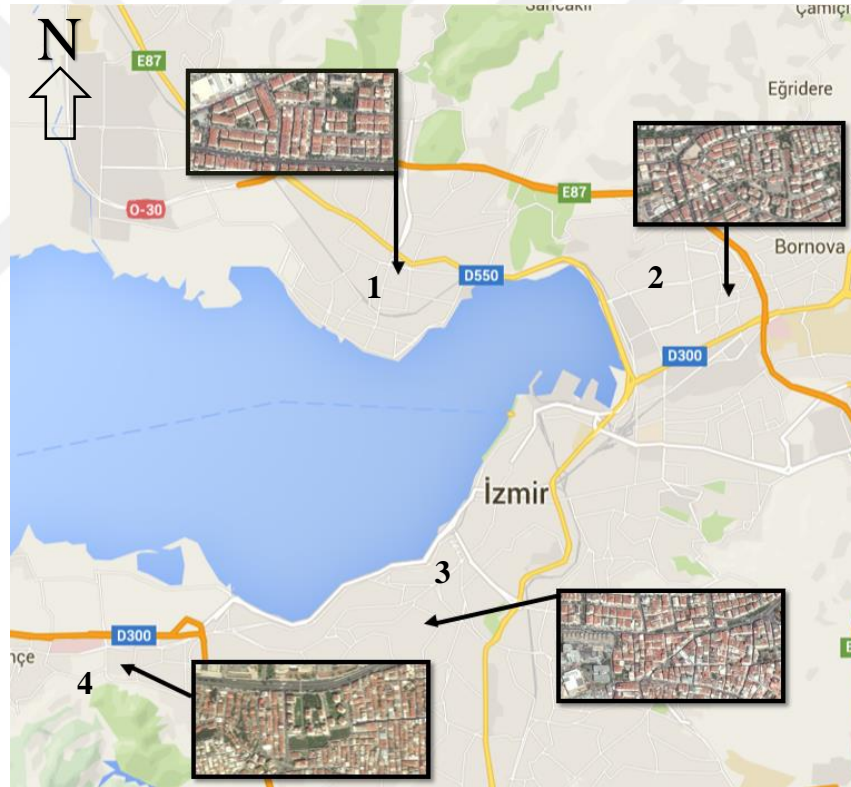 Sancaklı
Çamiçi
N
E87
Eğridere
E87
O-30
Bornova
2
D550
1
D300
İzmir
3
D300
nçe
4
E